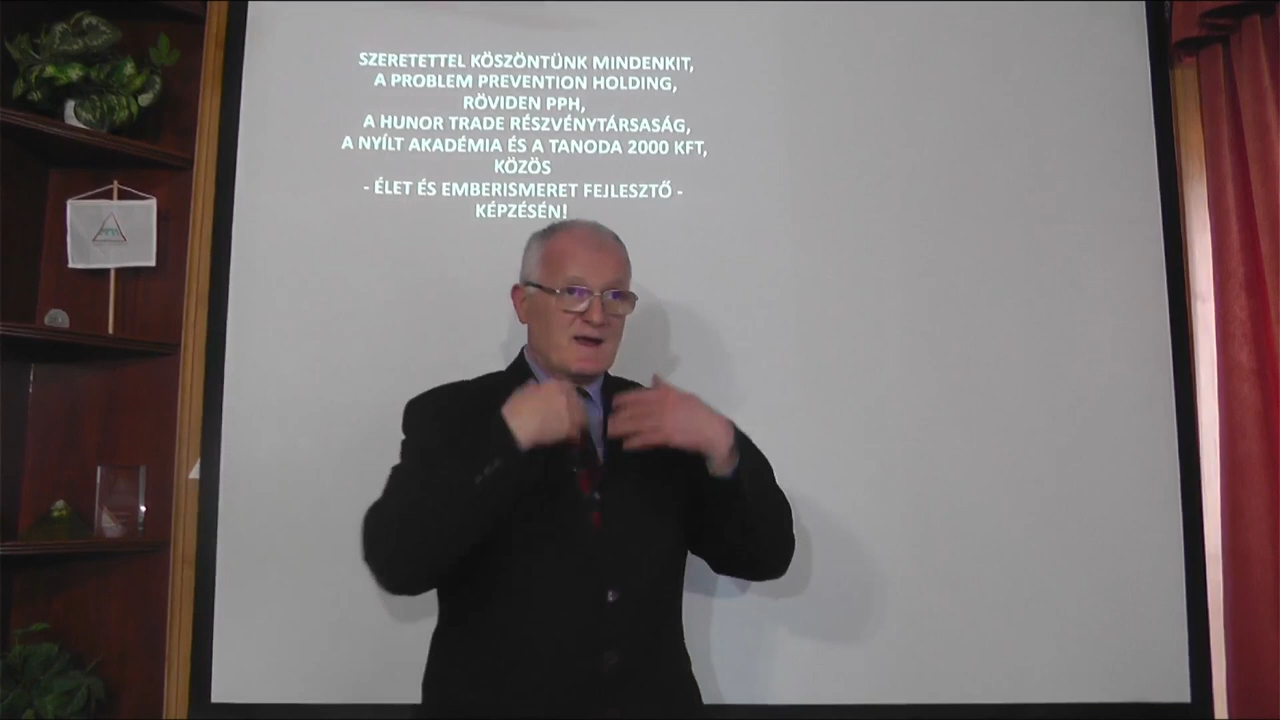 SZERETETTEL KÖSZÖNTÜNK MINDENKIT,
A PROBLEM PREVENTION HOLDING,
RÖVIDEN PPH,
A HUNOR TRADE RÉSZVÉNYTÁRSASÁG,
A NYÍLT AKADÉMIA ÉS A TANODA 2000 KFT,
KÖZÖS
- ÉLET ÉS EMBERISMERET FEJLESZTŐ -
KÉPZÉSÉN!